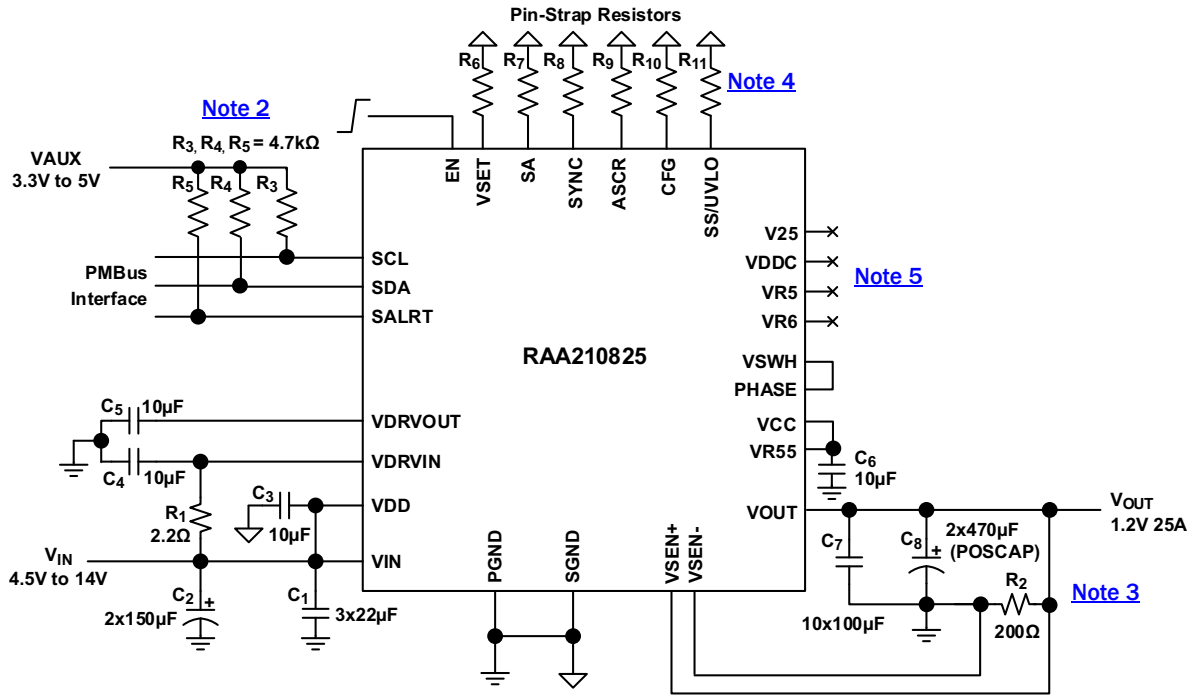 Pin-Strap Resistors
R6 R7 R8 R9 R10 R11
Note 4
Note 2
R3, R4, R5 = 4.7kΩ
VAUX
3.3V to 5V
R5 R4 R3
EN
VSET
SA
SYNC
ASCR
CFG
SS/UVLO
SCL
SDA
SALRT
PMBus
Interface
V25
VDDC
VR5
VR6
Note 5
RAA210825
VSWH
PHASE
VCC
VR55
C6
10µF
C5 10µF
VDRVOUT
C4 10µF
VDRVIN
R1
2.2Ω
C3
10µF
VDD
VIN
VIN
4.5V to 14V
C2
2x150µF
C1
3x22µF
PGND
SGND
VSEN+
VSEN-
VOUT
VOUT
1.2V 25A
C7
10x100µF
C8
+
2x470µF
(POSCAP)
R2
200Ω
Note 3
+